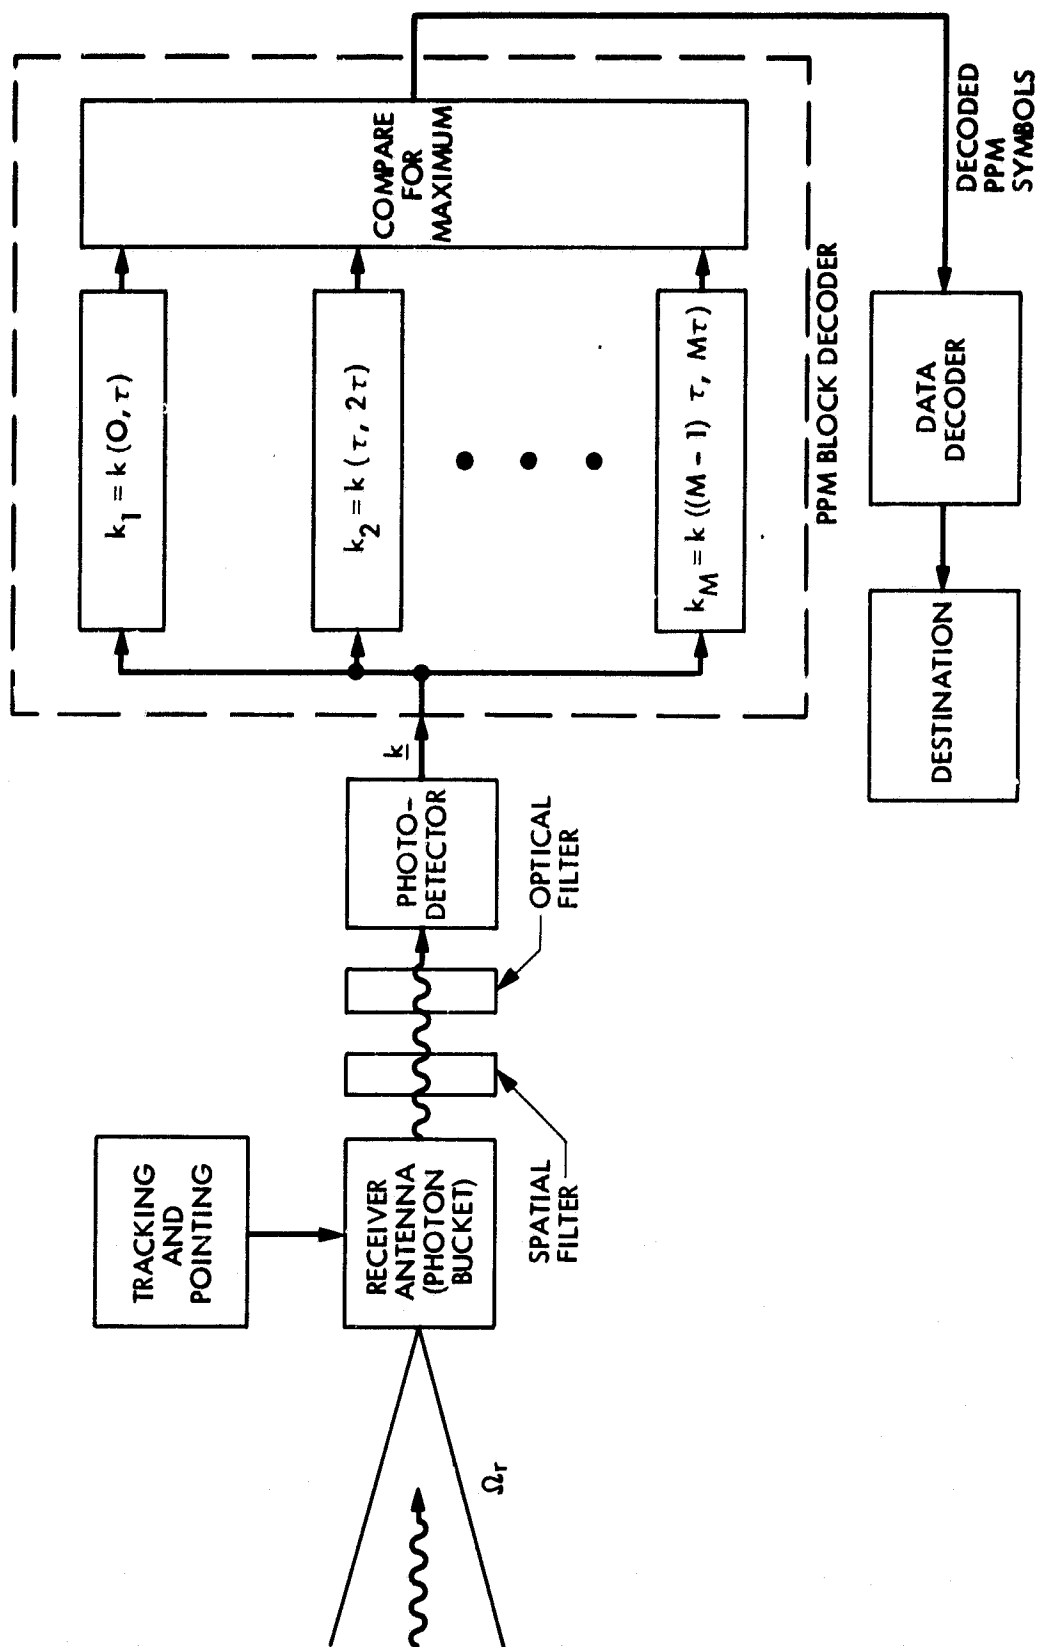 TRACKING
AND
POINTING
RECEIVER
ANTENNA
(PHOTON
BUCKET)
Ωr
SPATIAL
FILTER
OPTICAL
FILTER
PHOTO-
DETECTOR
k
k1 = k (0, τ)
k2 = k (τ, 2τ)
kM = k ((M - 1) τ, Mτ)
COMPARE
FOR
MAXIMUM
PPM BLOCK DECODER
DECODED
PPM
SYMBOLS
DATA
DECODER
DESTINATION